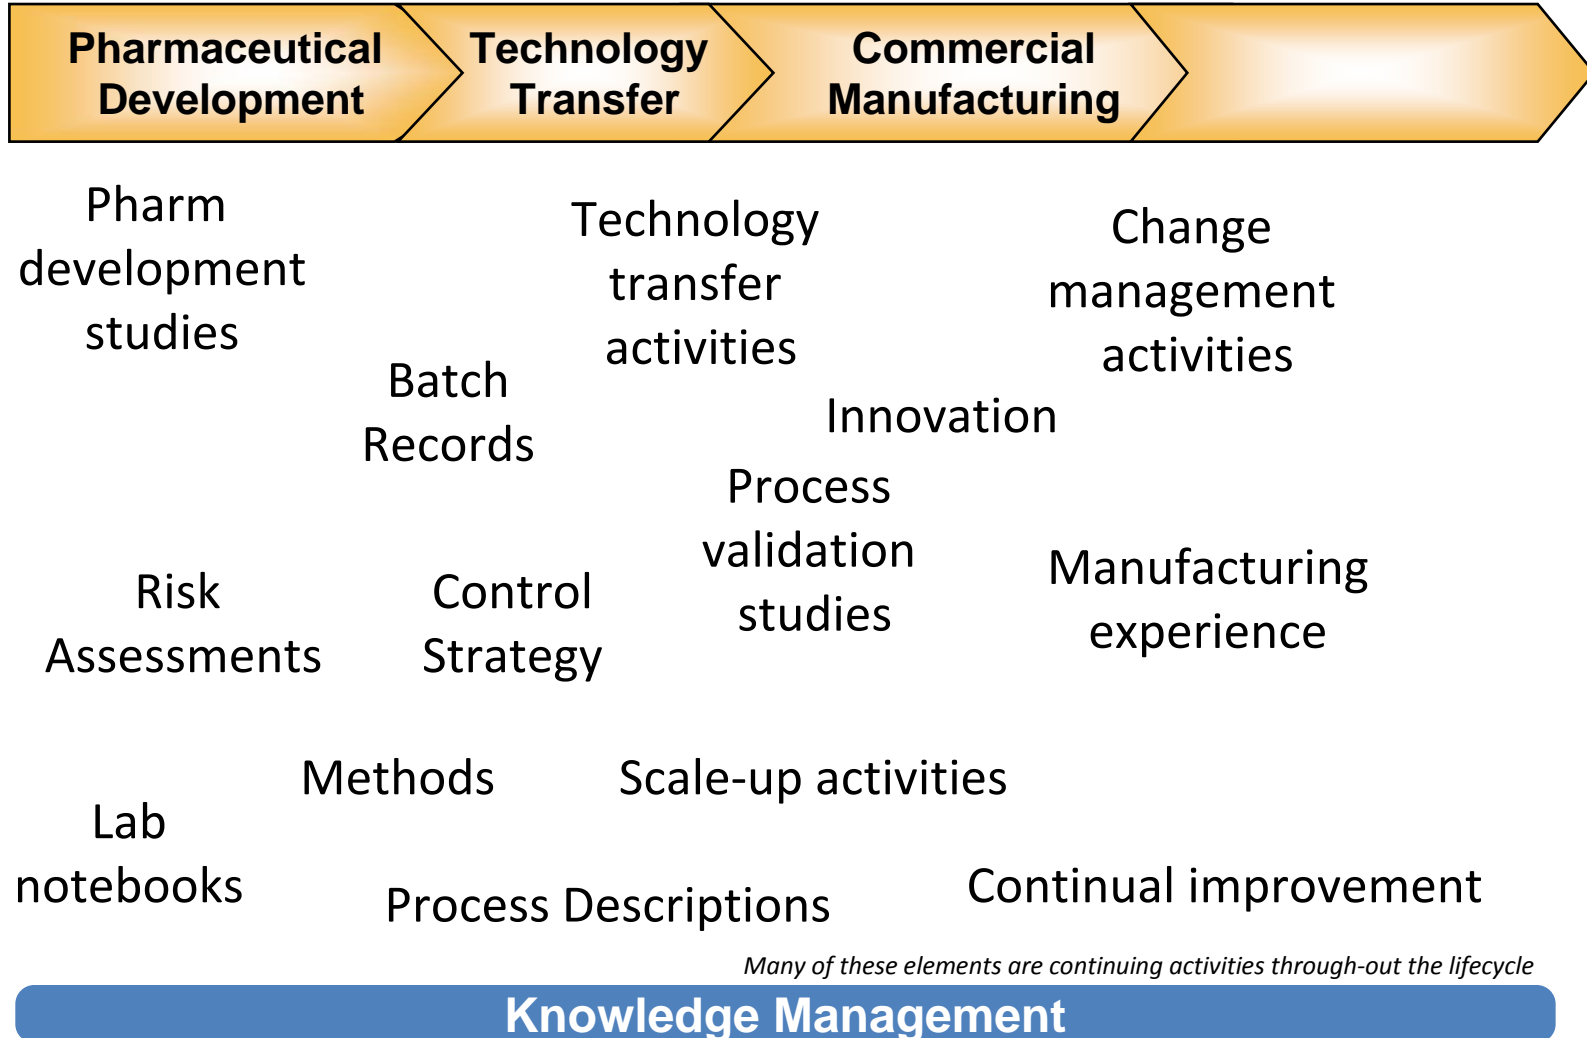 Pharmaceutical
Development
Technology
Transfer
Commercial
Manufacturing
Pharm
development
studies
Technology
transfer
activities
Change
management
activities
Batch
Records
Innovation
Process
validation
studies
Manufacturing
experience
Risk
Assessments
Control
Strategy
Methods
Scale-up activities
Lab
notebooks
Process Descriptions
Continual improvement
Many of these elements are continuing activities through-out the lifecycle
Knowledge Management